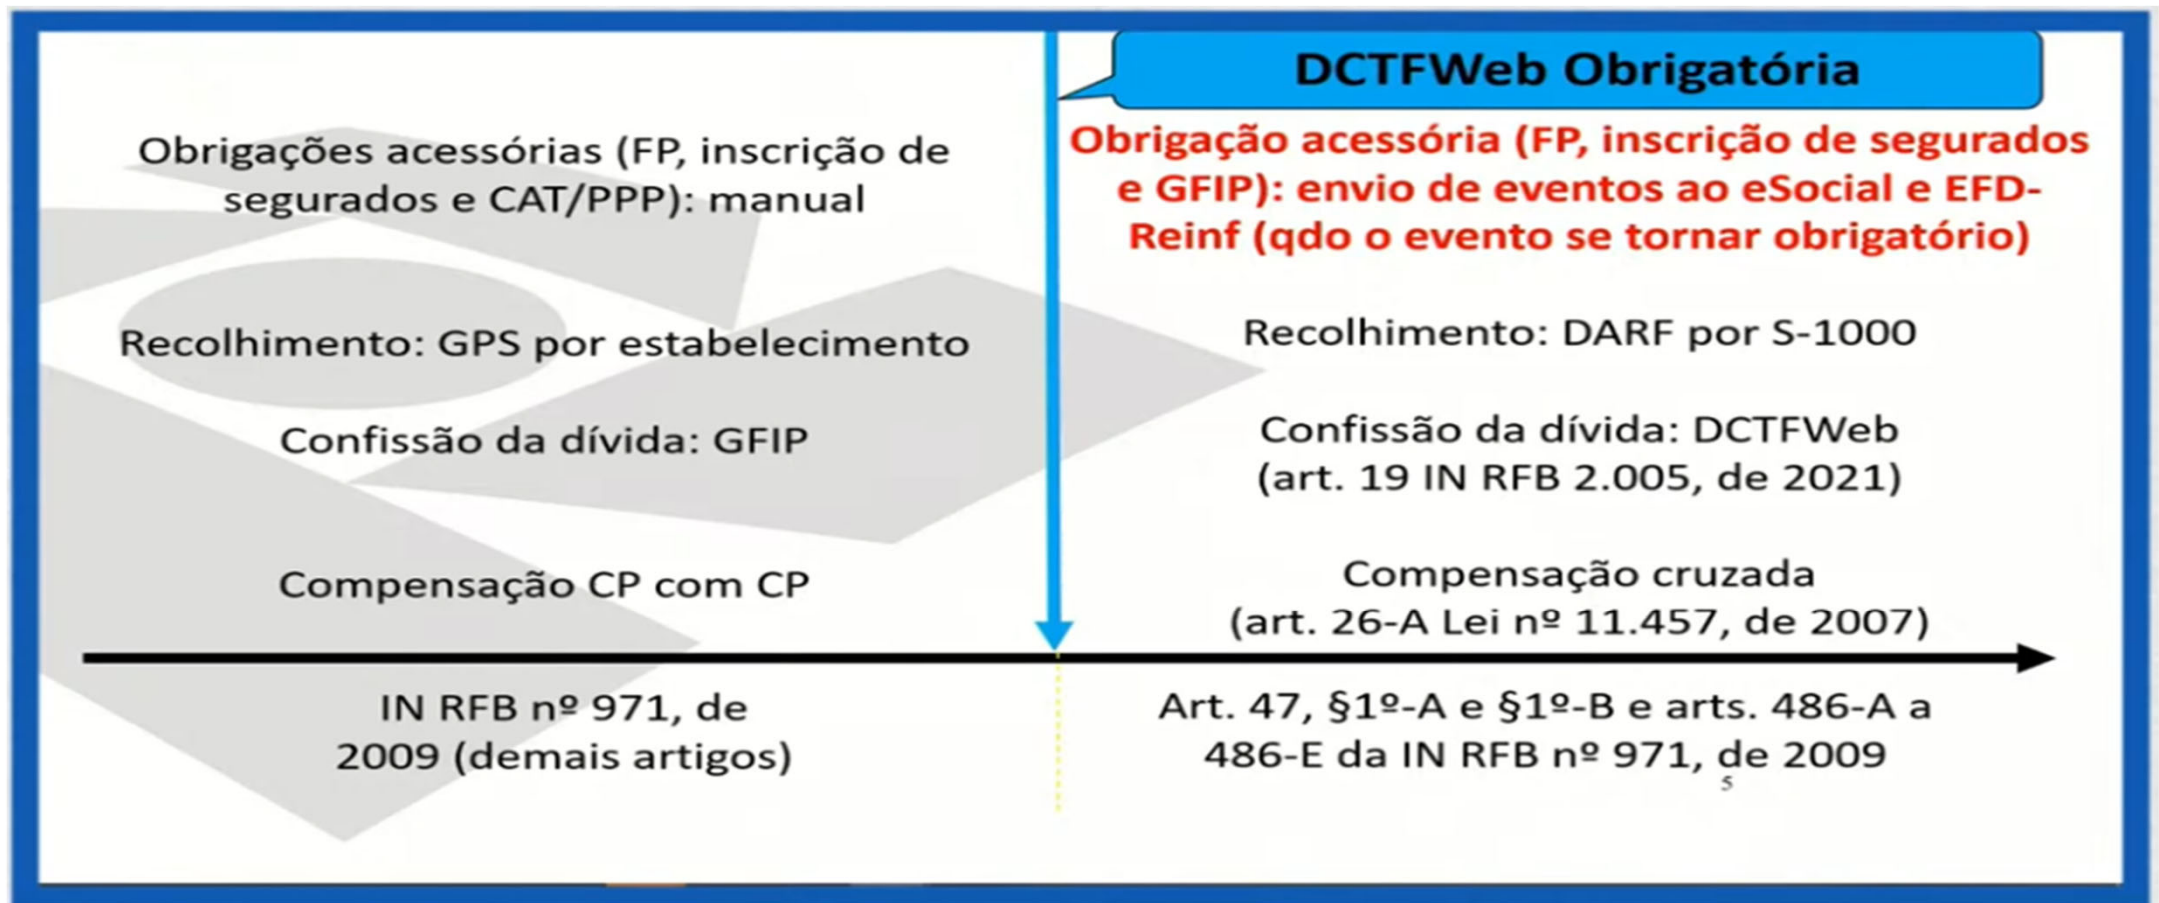 DCTFWeb Obrigatória
Obrigações acessórias (FP, inscrição de
segurados e CAT/PPP): manual
Recolhimento: GPS por estabelecimento
Confissão da dívida: GFIP
Compensação CP com CP
IN RFB nº 971, de
2009 (demais artigos)
Obrigação acessória (FP, inscrição de segurados
e GFIP): envio de eventos ao eSocial e EFD-
Reinf (qdo o evento se tornar obrigatório)
Recolhimento: DARF por S-1000
Confissão da dívida: DCTFWeb
(art. 19 IN RFB 2.005, de 2021)
Compensação cruzada
(art. 26-A Lei nº 11.457, de 2007)
Art. 47, §1º-A e §1º-B e arts. 486-A a
486-E da IN RFB nº 971, de 2009
5